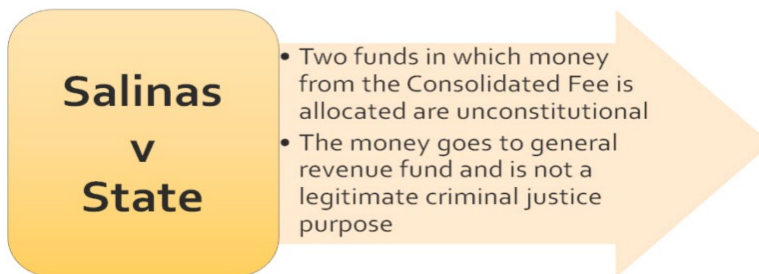 Salinas
v
State
• Two funds in which money
from the Consolidated Fee is
allocated are unconstitutional
• The money goes to general
revenue fund and is not a
legitimate criminal justice
purpose